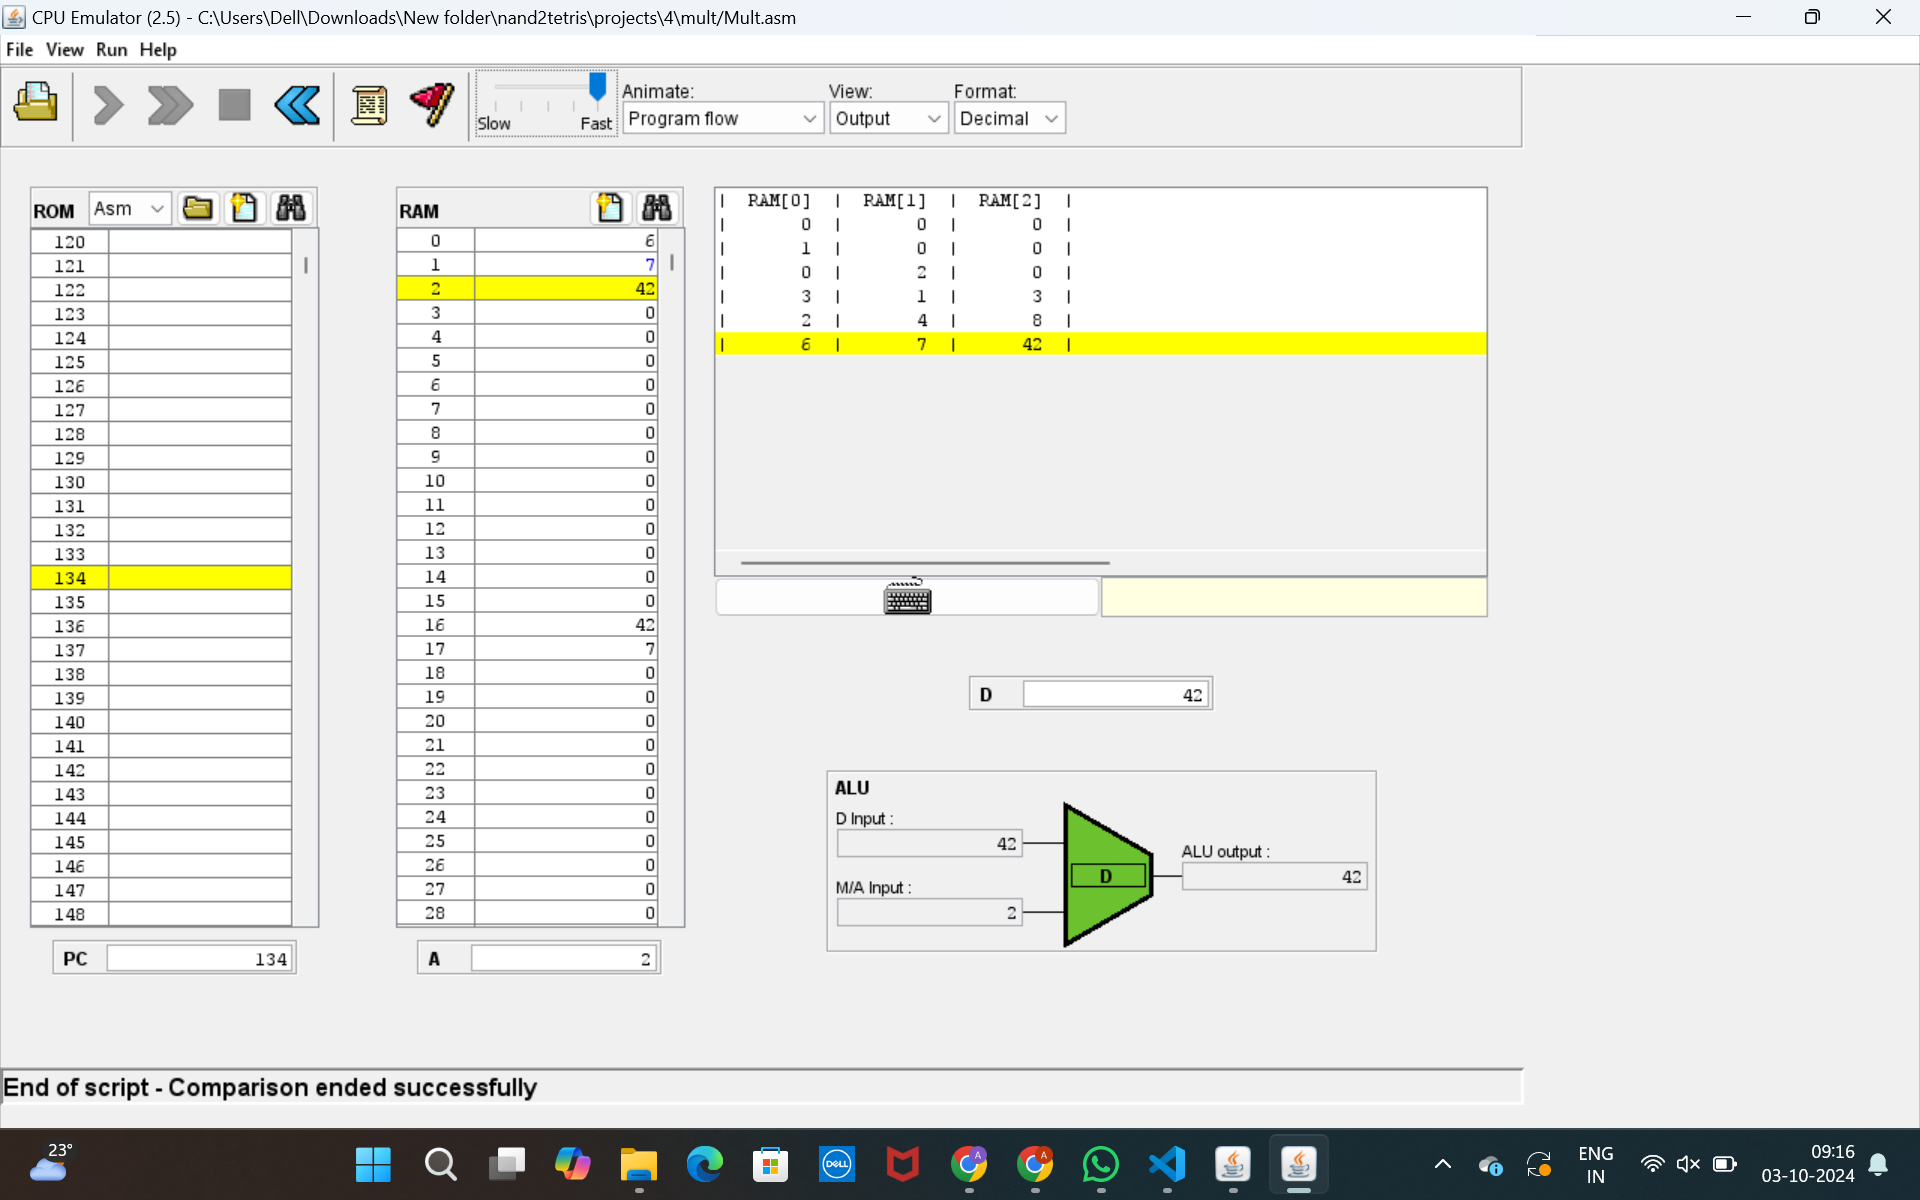 CPU Emulator (2.5) - C:\Users\Dell\Downloads\New folder\nand2tetris\projects\4\mult/Mult.asm
File View Run Help
Slow Fast
Animate:
Program flow
View:
Output
Format:
Decimal
ROM Asm
120
121
122
123
124
125
126
127
128
129
130
131
132
133
134
135
136
137
138
139
140
141
142
143
144
145
146
147
148
PC 134
RAM
0 6
1 7
2 42
3 0
4 0
5 0
6 0
7 0
8 0
9 0
10 0
11 0
12 0
13 0
14 0
15 0
16 42
17 7
18 0
19 0
20 0
21 0
22 0
23 0
24 0
25 0
26 0
27 0
28 0
A 2
| RAM[0] | RAM[1] | RAM[2] |
| 0 | 0 | 0 |
| 1 | 0 | 0 |
| 0 | 2 | 0 |
| 3 | 1 | 3 |
| 2 | 4 | 8 |
| 6 | 7 | 42 |
D 42
ALU
D Input :
42
M/A Input :
2
D
ALU output :
42
End of script - Comparison ended successfully
23°
DELL
A
A
ENG
IN
09:16
03-10-2024